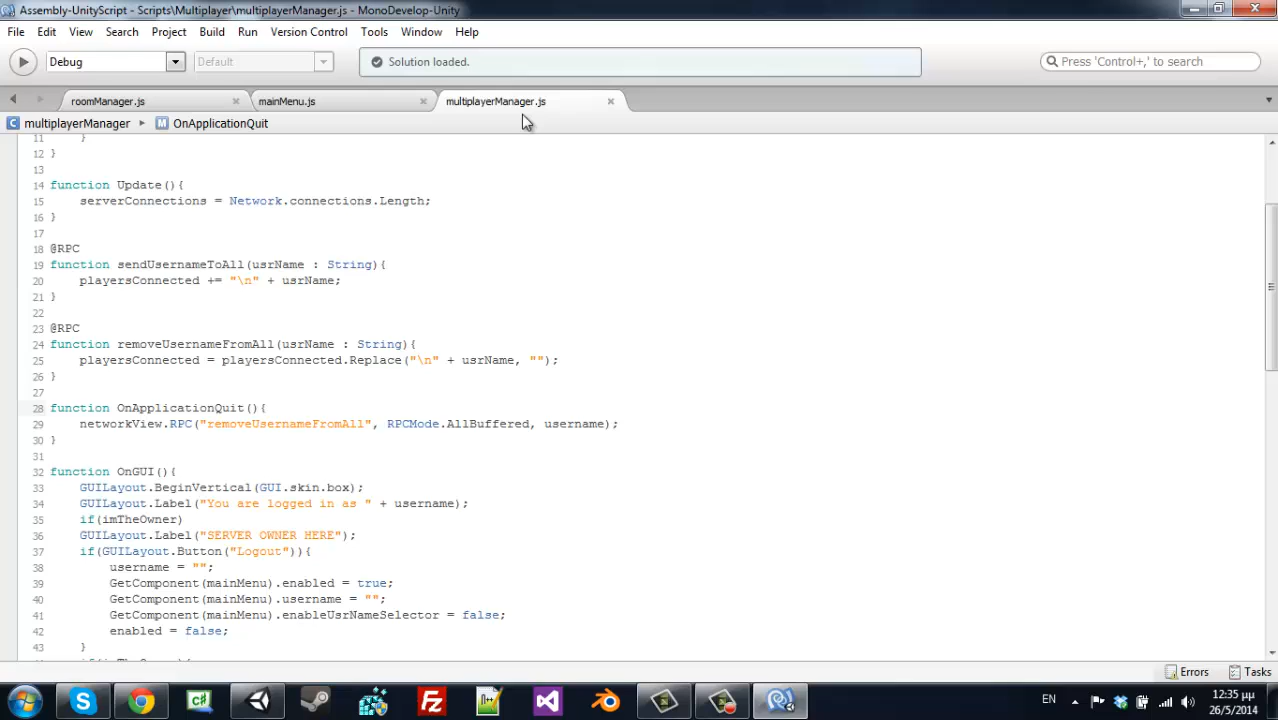 Assembly-UnityScript - Scripts\Multiplayer\multiplayerManager.js - MonoDevelop-Unity
File Edit View Search Project Build Run Version Control Tools Window Help
Debug Default Solution loaded. Press 'Control+,' to search
roomManager.js mainMenu.js multiplayerManager.js
C multiplayerManager M OnApplicationQuit
11 }
12 }
13
14 function Update(){
15 serverConnections = Network.connections.Length;
16 }
17
18 @RPC
19 function sendUsernameToAll(usrName : String){
20 playersConnected += "\n" + usrName;
21 }
22
23 @RPC
24 function removeUsernameFromAll(usrName : String){
25 playersConnected = playersConnected.Replace("\n" + usrName, "");
26 }
27
28 function OnApplicationQuit(){
29 networkView.RPC("removeUsernameFromAll", RPCMode.AllBuffered, username);
30 }
31
32 function OnGUI(){
33 GUILayout.BeginVertical(GUI.skin.box);
34 GUILayout.Label("You are logged in as " + username);
35 if(imTheOwner)
36 GUILayout.Label("SERVER OWNER HERE");
37 if(GUILayout.Button("Logout")){
38 username = "";
39 GetComponent(mainMenu).enabled = true;
40 GetComponent(mainMenu).username = "";
41 GetComponent(mainMenu).enableUsrNameSelector = false;
42 enabled = false;
43 }
Errors Tasks
EN 12:35 μμ
26/5/2014